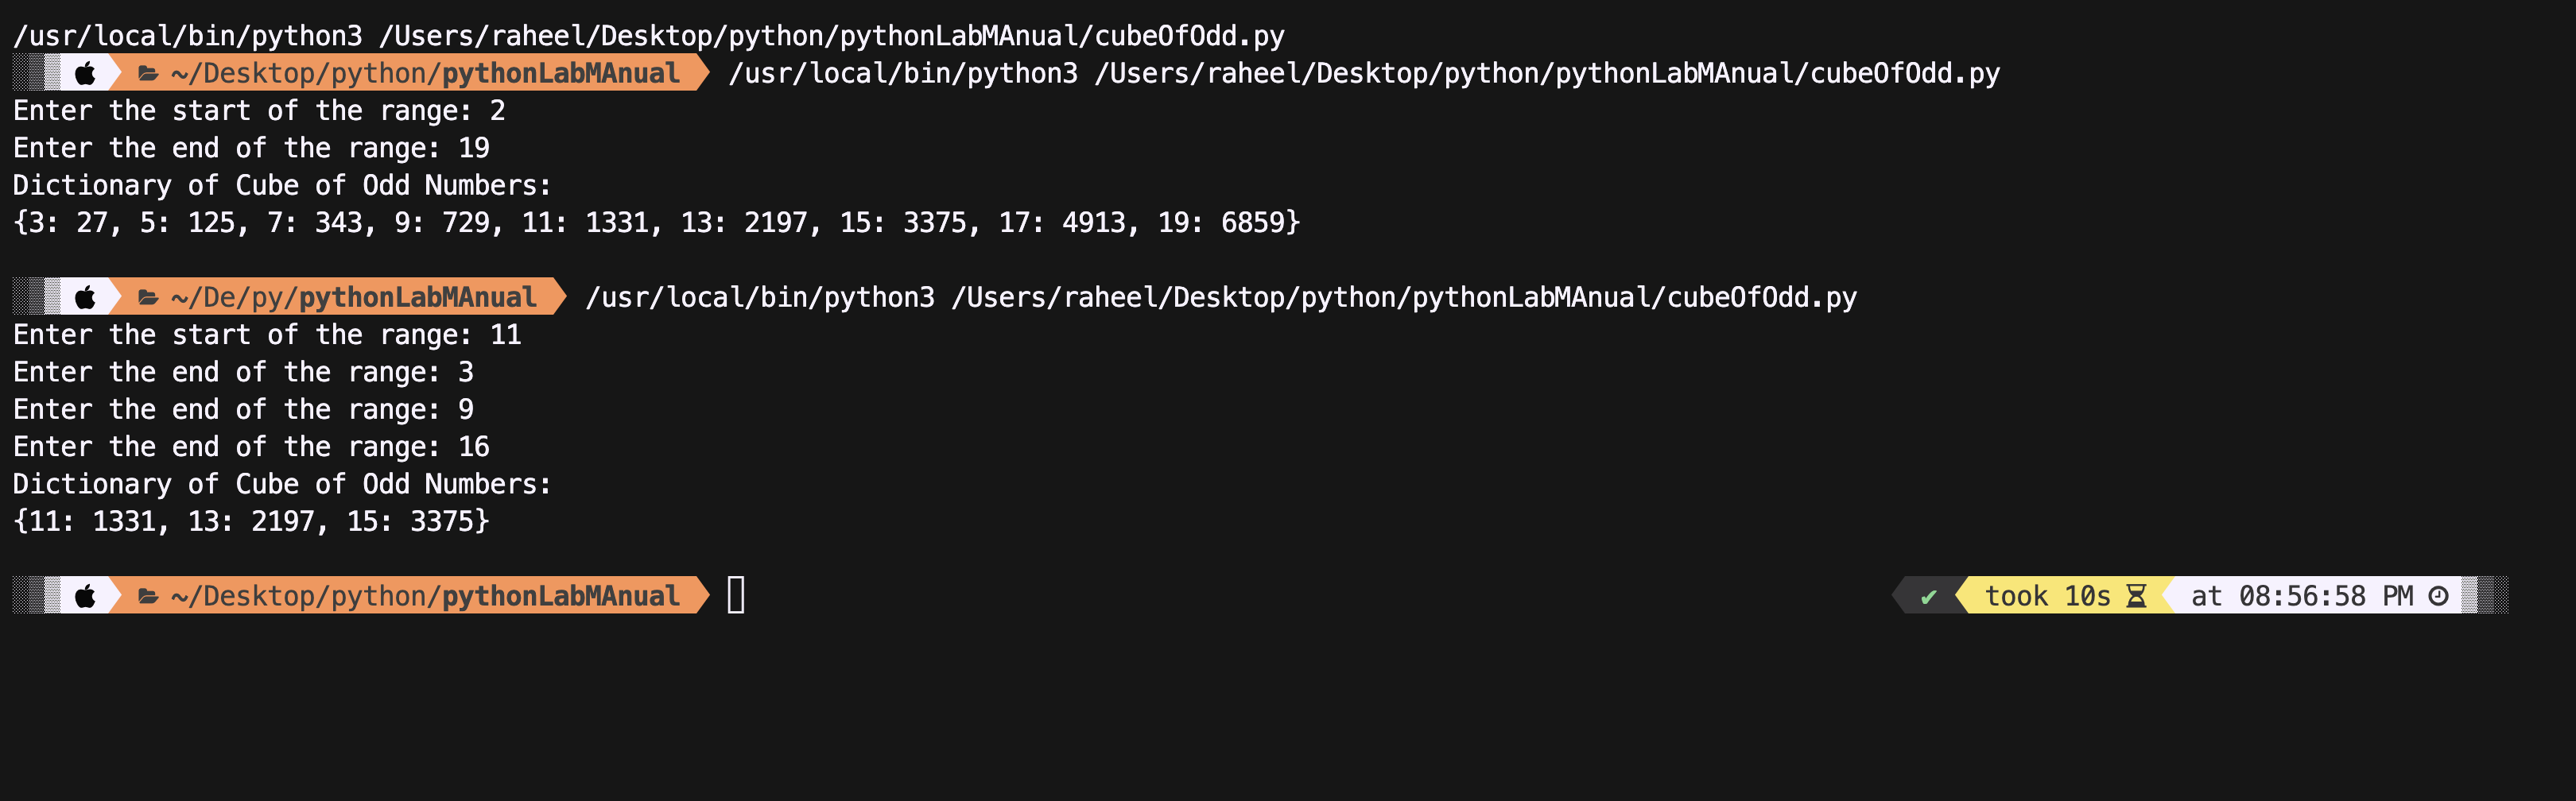 /usr/local/bin/python3 /Users/raheel/Desktop/python/pythonLabMAnual/cubeOfOdd.py
~/Desktop/python/pythonLabMAnual /usr/local/bin/python3 /Users/raheel/Desktop/python/pythonLabMAnual/cubeOfOdd.py
Enter the start of the range: 2
Enter the end of the range: 19
Dictionary of Cube of Odd Numbers:
{3: 27, 5: 125, 7: 343, 9: 729, 11: 1331, 13: 2197, 15: 3375, 17: 4913, 19: 6859}
~/De/py/pythonLabMAnual /usr/local/bin/python3 /Users/raheel/Desktop/python/pythonLabMAnual/cubeOfOdd.py
Enter the start of the range: 11
Enter the end of the range: 3
Enter the end of the range: 9
Enter the end of the range: 16
Dictionary of Cube of Odd Numbers:
{11: 1331, 13: 2197, 15: 3375}
~/Desktop/python/pythonLabMAnual ✔ took 10s at 08:56:58 PM